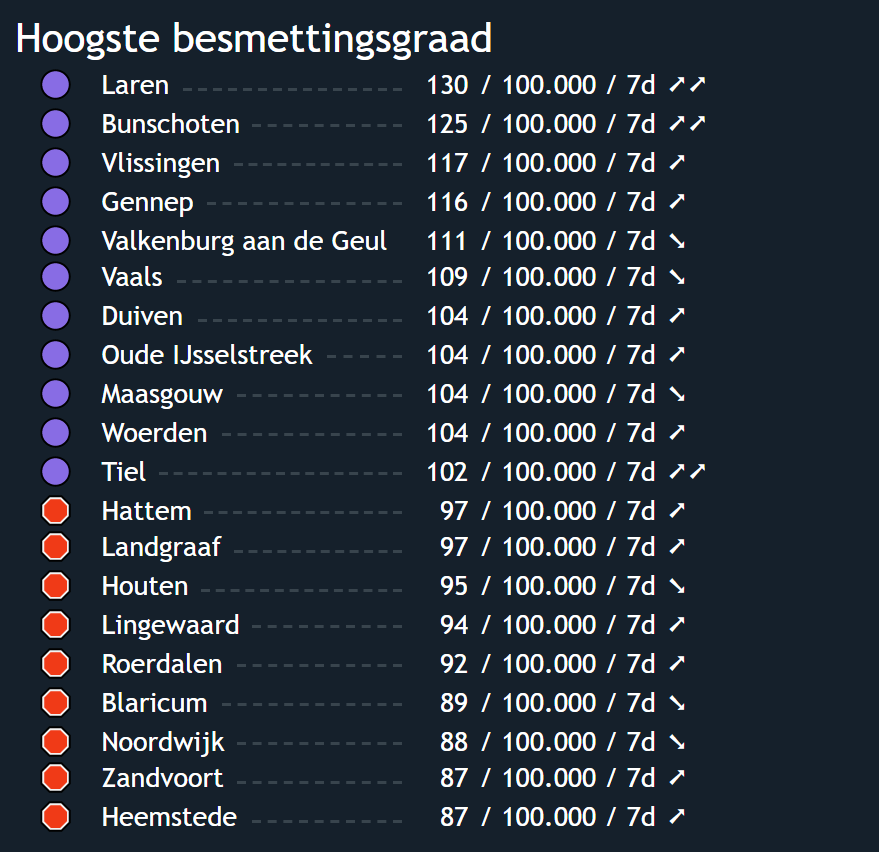 Hoogste besmettingsgraad
Laren 130 / 100.000 / 7d ➚➚
Bunschoten 125 / 100.000 / 7d ➚➚
Vlissingen 117 / 100.000 / 7d ➚
Gennep 116 / 100.000 / 7d ➚
Valkenburg aan de Geul 111 / 100.000 / 7d ➘
Vaals 109 / 100.000 / 7d ➘
Duiven 104 / 100.000 / 7d ➚
Oude IJsselstreek 104 / 100.000 / 7d ➚
Maasgouw 104 / 100.000 / 7d ➘
Woerden 104 / 100.000 / 7d ➚
Tiel 102 / 100.000 / 7d ➚➚
Hattem 97 / 100.000 / 7d ➚
Landgraaf 97 / 100.000 / 7d ➚
Houten 95 / 100.000 / 7d ➘
Lingewaard 94 / 100.000 / 7d ➚
Roerdalen 92 / 100.000 / 7d ➚
Blaricum 89 / 100.000 / 7d ➘
Noordwijk 88 / 100.000 / 7d ➘
Zandvoort 87 / 100.000 / 7d ➚
Heemstede 87 / 100.000 / 7d ➚